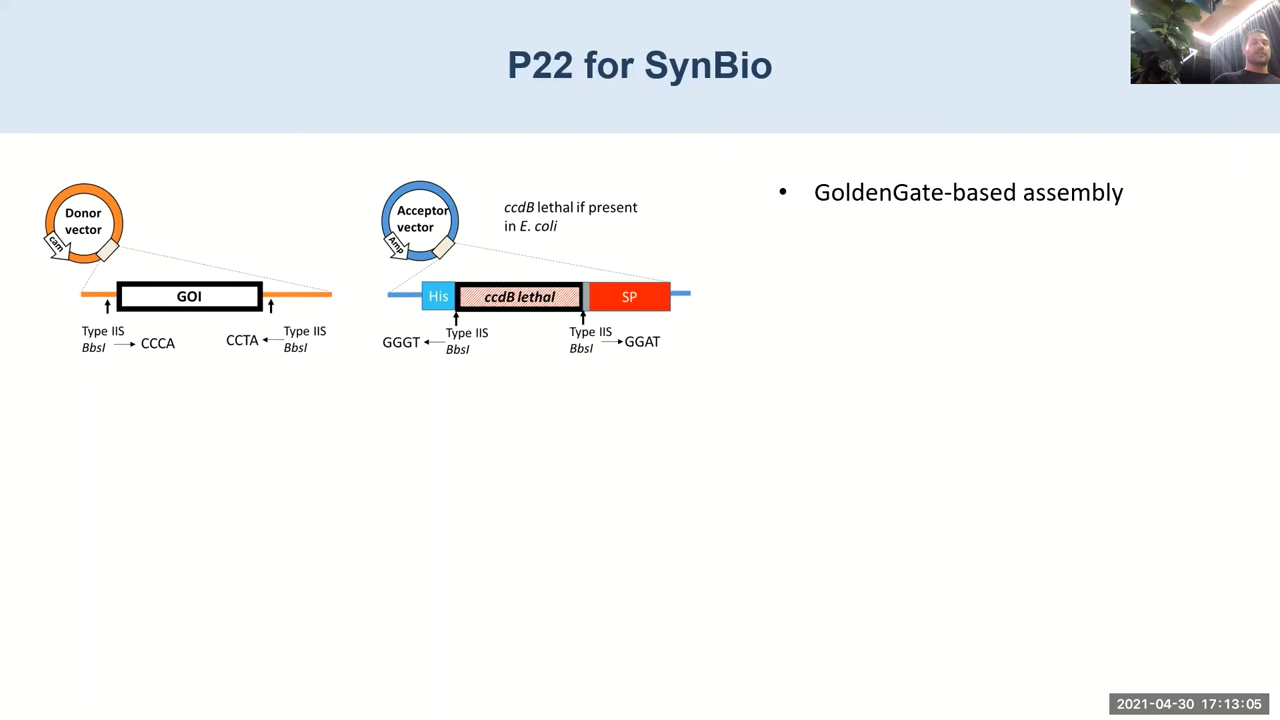 P22 for SynBio
Donor
vector
cam
GOI
Type IIS
BbsI
CCCA
CCTA
Type IIS
BbsI
Acceptor
vector
Amp
ccdB lethal if present
in E. coli
His
ccdB lethal
SP
GGGT
Type IIS
BbsI
Type IIS
BbsI
GGAT
• GoldenGate-based assembly
2021-04-30 17:13:05